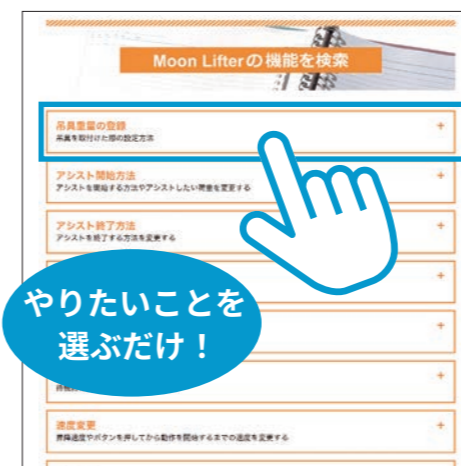 Moon Lifterの機能を検索
吊具重量の登録
+
吊具を取付けた際の設定方法
アシスト開始方法
+
アシストを開始する方法やアシストしたい荷重を変更する
アシスト終了方法
+
アシストを終了する方法を変更する
+
やりたいことを
選ぶだけ！
+
+
速度変更
+
昇降速度やボタンを押してから動作を開始するまでの速度を変更する